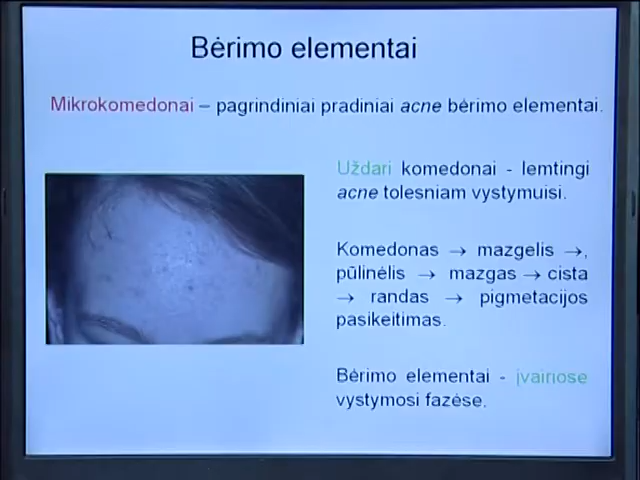 Bėrimo elementai
Mikrokomedonai – pagrindiniai pradiniai acne bėrimo elementai.
Uždari komedonai - lemtingi
acne tolesniam vystymuisi.
Komedonas → mazgelis →,
pūlinėlis → mazgas → cista
→ randas → pigmetacijos
pasikeitimas.
Bėrimo elementai - įvairiose
vystymosi fazėse.